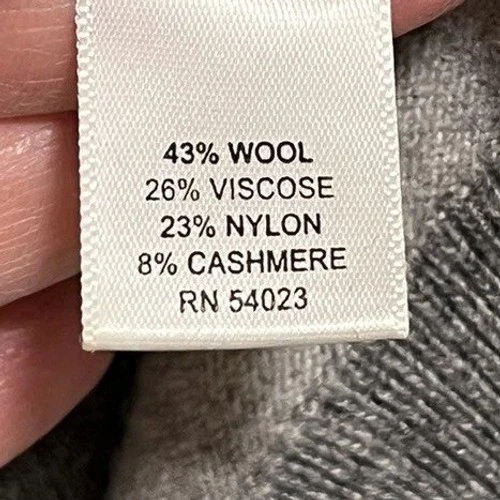 43% WOOL
26% VISCOSE
23% NYLON
8% CASHMERE
RN 54023